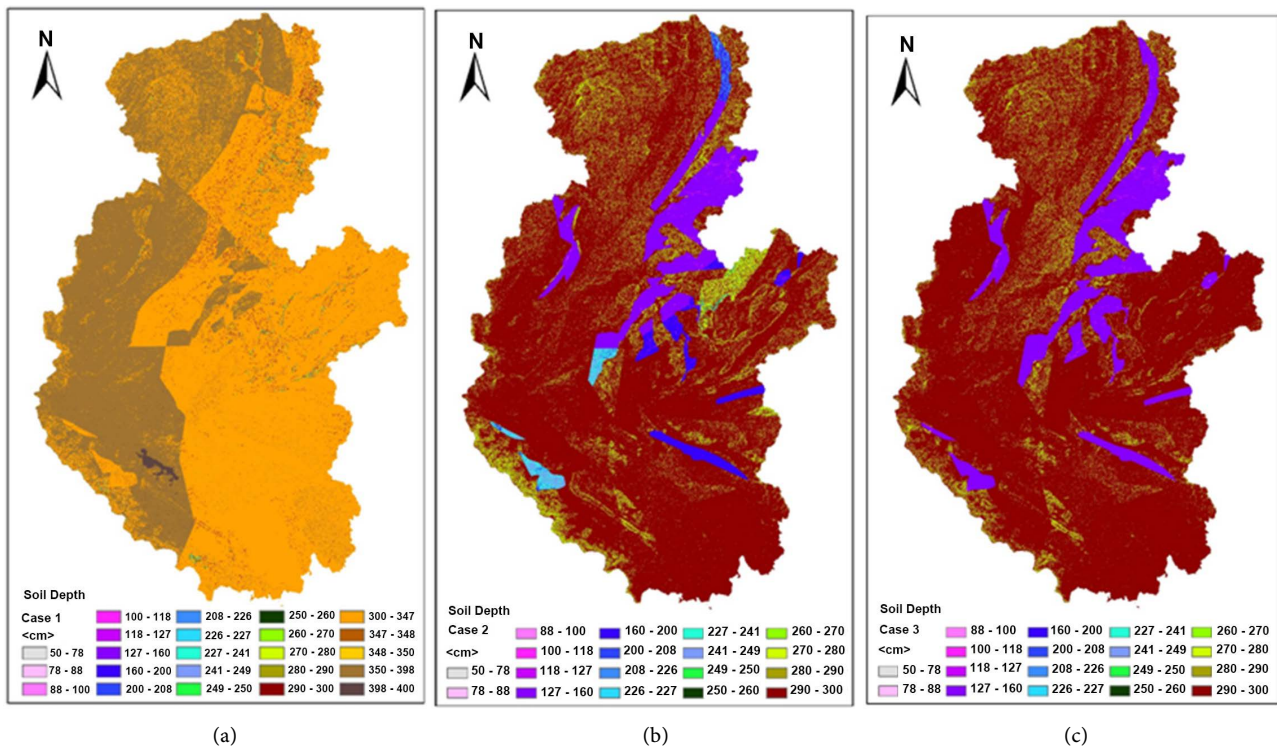 N
N
N
Soil Depth
Case 1
<cm>
50 - 78
78 - 88
88 - 100
100 - 118
118 - 127
127 - 160
160 - 200
200 - 208
208 - 226
226 - 227
227 - 241
241 - 249
249 - 250
250 - 260
260 - 270
270 - 280
280 - 290
290 - 300
300 - 347
347 - 348
348 - 350
350 - 398
398 - 400
Soil Depth
Case 2
<cm>
50 - 78
78 - 88
88 - 100
100 - 118
118 - 127
127 - 160
160 - 200
200 - 208
208 - 226
226 - 227
227 - 241
241 - 249
249 - 250
250 - 260
260 - 270
270 - 280
280 - 290
290 - 300
Soil Depth
Case 3
<cm>
50 - 78
78 - 88
88 - 100
100 - 118
118 - 127
127 - 160
160 - 200
200 - 208
208 - 226
226 - 227
227 - 241
241 - 249
249 - 250
250 - 260
260 - 270
270 - 280
280 - 290
290 - 300
(a)
(b)
(c)